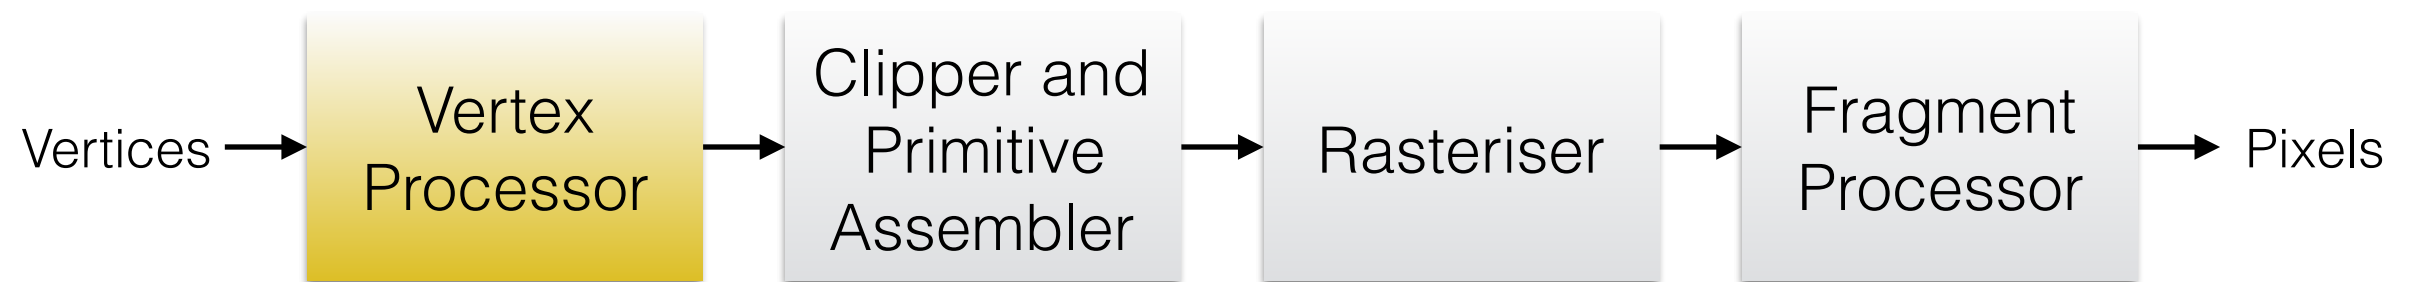 Vertices
Vertex
Processor
Clipper and
Primitive
Assembler
Rasteriser
Fragment
Processor
Pixels